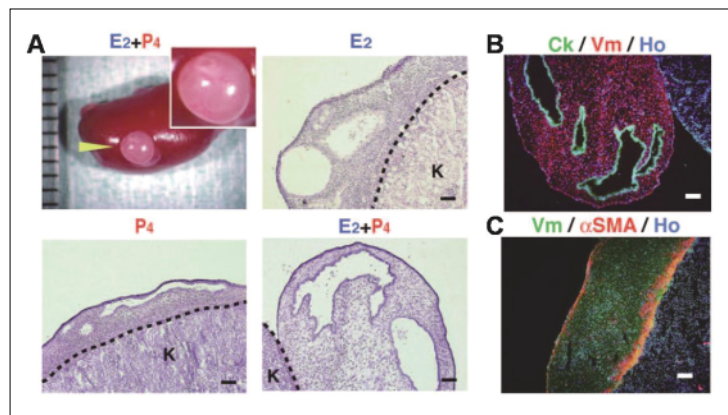 A
E2+P4
E2
K
P4
K
E2+P4
K
B
Ck / Vm / Ho
C
Vm / αSMA / Ho